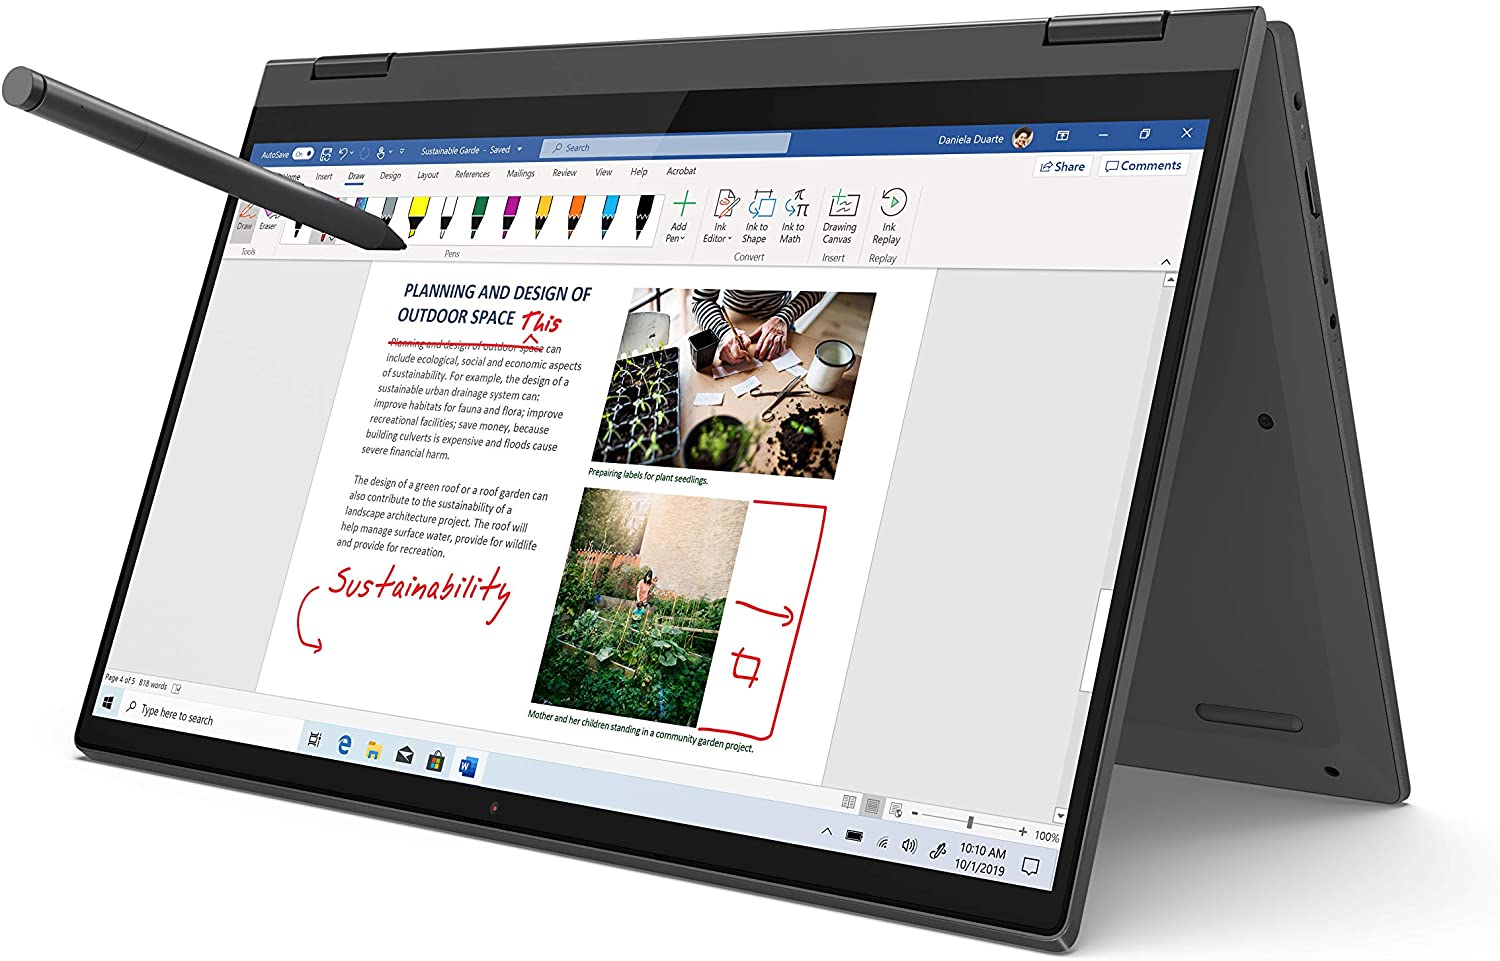 AutoSave On
Sustainable Garde - Saved
Search
Daniela Duarte
Home Insert Draw Design Layout References Mailings Review View Help Acrobat
Share
Comments
Draw
Eraser
Add
Pen
Ink
Editor
Ink to
Shape
Ink to
Math
Drawing
Canvas
Ink
Replay
Tools
Pens
Convert
Insert
Replay
PLANNING AND DESIGN OF
OUTDOOR SPACE This
Planning and design of outdoor space can
include ecological, social and economic aspects
of sustainability. For example, the design of a
sustainable urban drainage system can:
improve habitats for fauna and flora; improve
recreational facilities; save money, because
building culverts is expensive and floods cause
severe financial harm.
The design of a green roof or a roof garden can
also contribute to the sustainability of a
landscape architecture project. The roof will
help manage surface water, provide for wildlife
and provide for recreation.
Sustainability
Prepairing labels for plant seedlings.
Mother and her children standing in a community garden project.
Page 4 of 5 818 words
100%
Type here to search
10:10 AM
10/1/2019